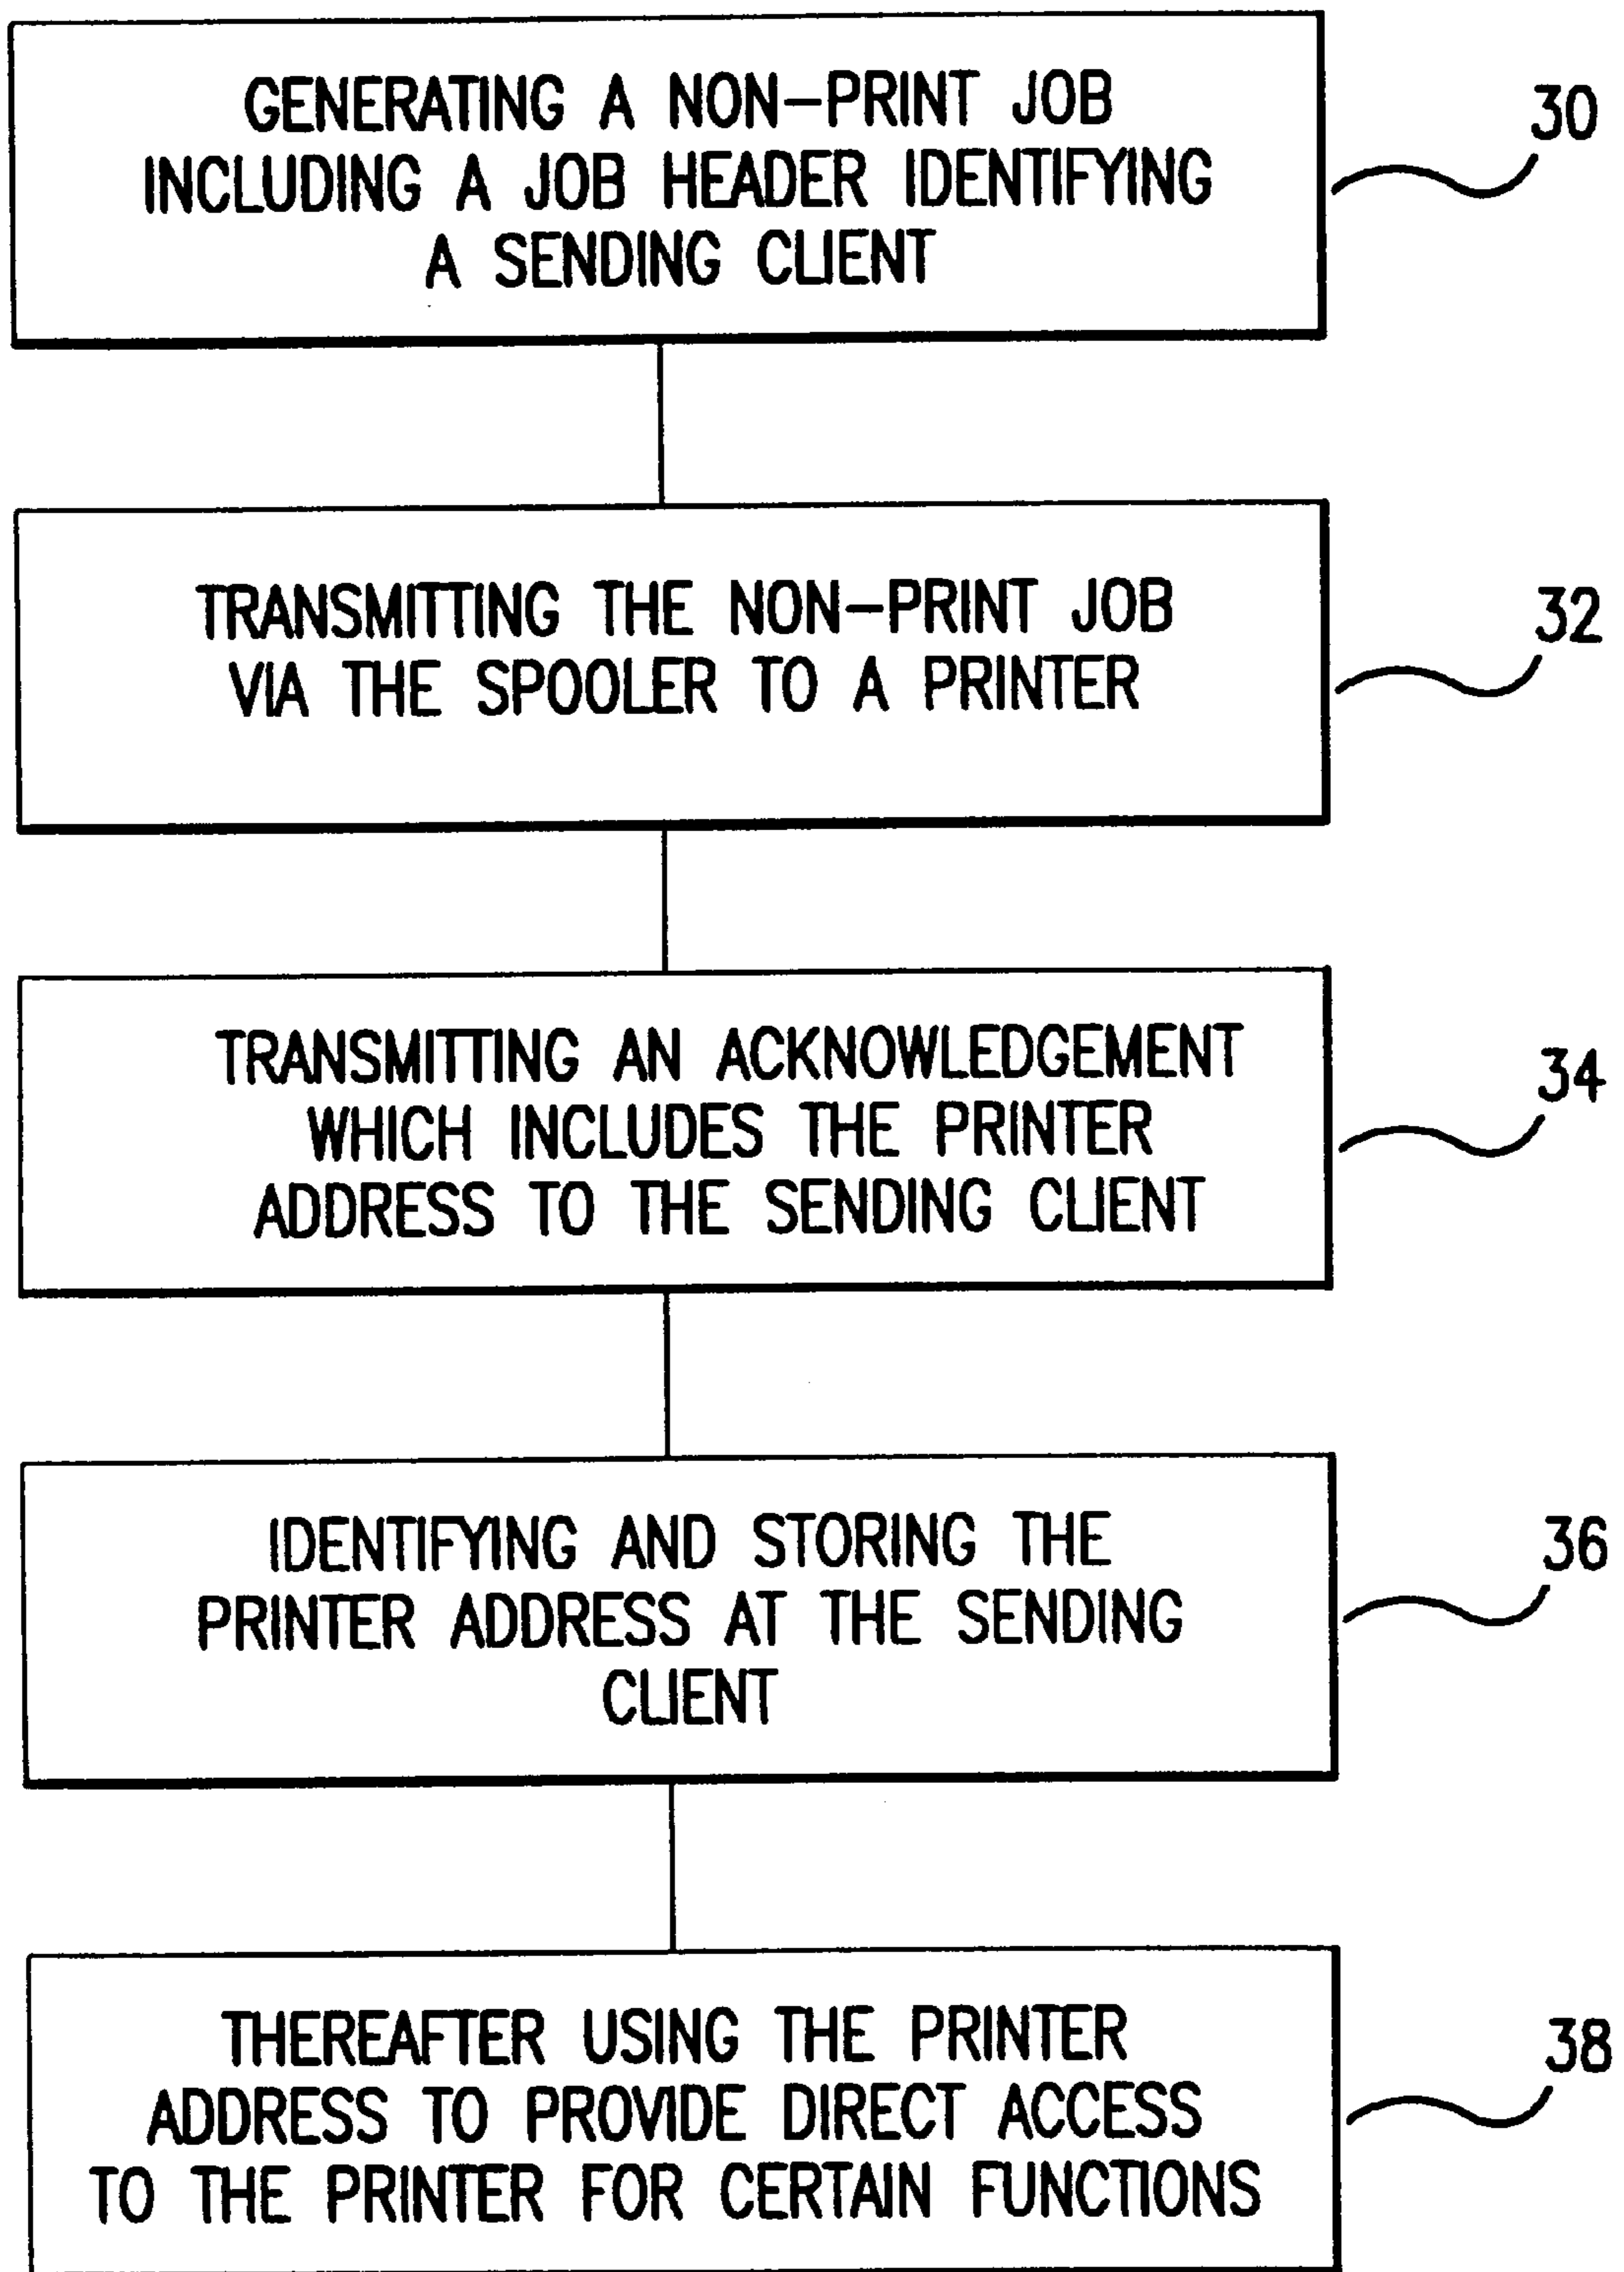 GENERATING A NON-PRINT JOB
INCLUDING A JOB HEADER IDENTIFYING
A SENDING CLIENT
30
TRANSMITTING THE NON-PRINT JOB
VIA THE SPOOLER TO A PRINTER
32
TRANSMITTING AN ACKNOWLEDGEMENT
WHICH INCLUDES THE PRINTER
ADDRESS TO THE SENDING CLIENT
34
IDENTIFYING AND STORING THE
PRINTER ADDRESS AT THE SENDING
CLIENT
36
THEREAFTER USING THE PRINTER
ADDRESS TO PROVIDE DIRECT ACCESS
TO THE PRINTER FOR CERTAIN FUNCTIONS
38